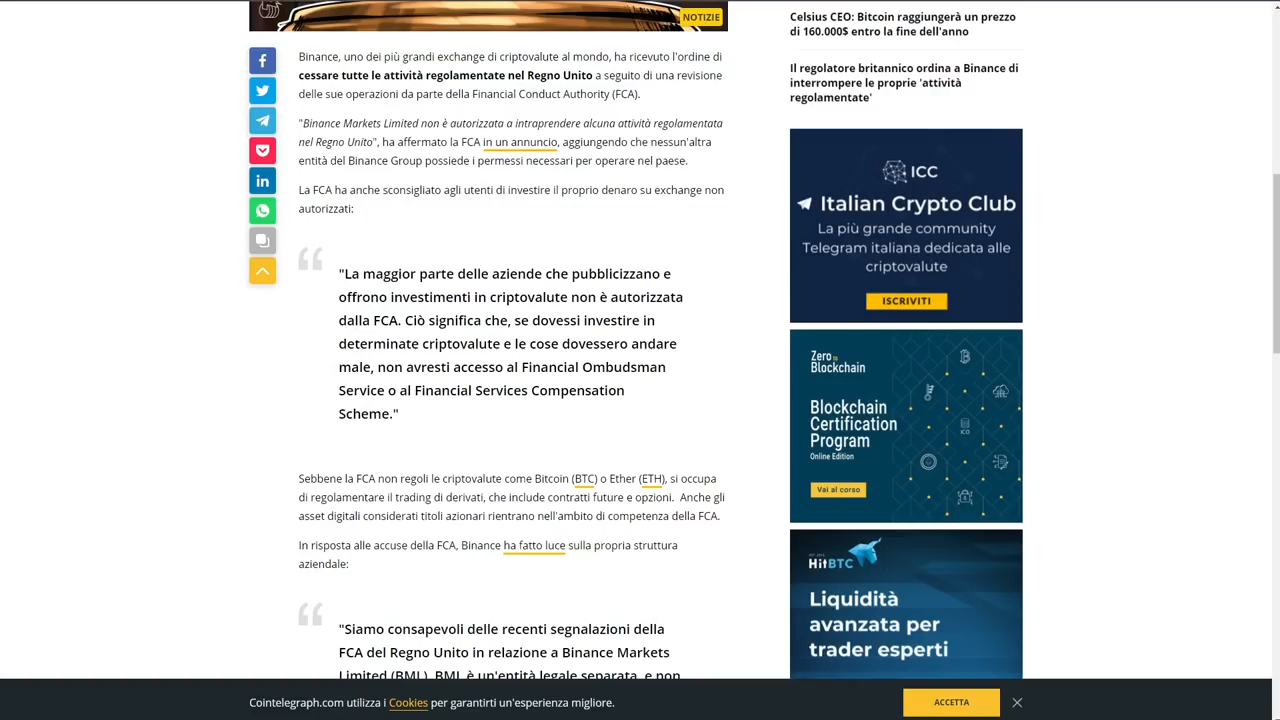 NOTIZIE
Binance, uno dei più grandi exchange di criptovalute al mondo, ha ricevuto l'ordine di
cessare tutte le attività regolamentate nel Regno Unito a seguito di una revisione
delle sue operazioni da parte della Financial Conduct Authority (FCA).
"Binance Markets Limited non è autorizzata a intraprendere alcuna attività regolamentata
nel Regno Unito", ha affermato la FCA in un annuncio, aggiungendo che nessun'altra
entità del Binance Group possiede i permessi necessari per operare nel paese.
La FCA ha anche sconsigliato agli utenti di investire il proprio denaro su exchange non
autorizzati:
"La maggior parte delle aziende che pubblicizzano e
offrono investimenti in criptovalute non è autorizzata
dalla FCA. Ciò significa che, se dovessi investire in
determinate criptovalute e le cose dovessero andare
male, non avresti accesso al Financial Ombudsman
Service o al Financial Services Compensation
Scheme."
Sebbene la FCA non regoli le criptovalute come Bitcoin (BTC) o Ether (ETH), si occupa
di regolamentare il trading di derivati, che include contratti future e opzioni. Anche gli
asset digitali considerati titoli azionari rientrano nell'ambito di competenza della FCA.
In risposta alle accuse della FCA, Binance ha fatto luce sulla propria struttura
aziendale:
"Siamo consapevoli delle recenti segnalazioni della
FCA del Regno Unito in relazione a Binance Markets
Limited (BML). BML è un'entità legale separata, e non
Celsius CEO: Bitcoin raggiungerà un prezzo
di 160.000$ entro la fine dell'anno
Il regolatore britannico ordina a Binance di
interrompere le proprie 'attività
regolamentate'
ICC
Italian Crypto Club
La più grande community
Telegram italiana dedicata alle
criptovalute
ISCRIVITI
Zero TO
Blockchain
Blockchain
Certification
Program
Online Edition
Vai al corso
ICO
HitBTC
Liquidità
avanzata per
trader esperti
Cointelegraph.com utilizza i Cookies per garantirti un'esperienza migliore.
ACCETTA